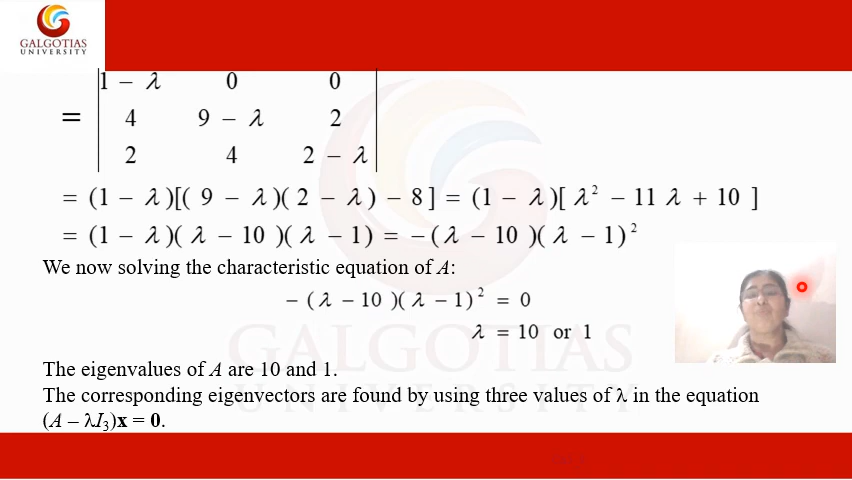 GALGOTIAS
UNIVERSITY
1 − λ 0 0
= 4 9 − λ 2
2 4 2 − λ
= (1 − λ)[( 9 − λ)( 2 − λ) − 8] = (1 − λ)[ λ² − 11 λ + 10 ]
= (1 − λ)( λ − 10 )( λ − 1) = −( λ − 10 )( λ − 1)²
We now solving the characteristic equation of A:
− ( λ − 10 )( λ − 1)² = 0
λ = 10 or 1
GALGOTIAS
UNIVERSITY
The eigenvalues of A are 10 and 1.
The corresponding eigenvectors are found by using three values of λ in the equation
(A – λI₃)x = 0.